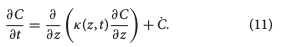 ∂C/∂t = ∂/∂z (κ(z, t) ∂C/∂z) + Ċ. (11)